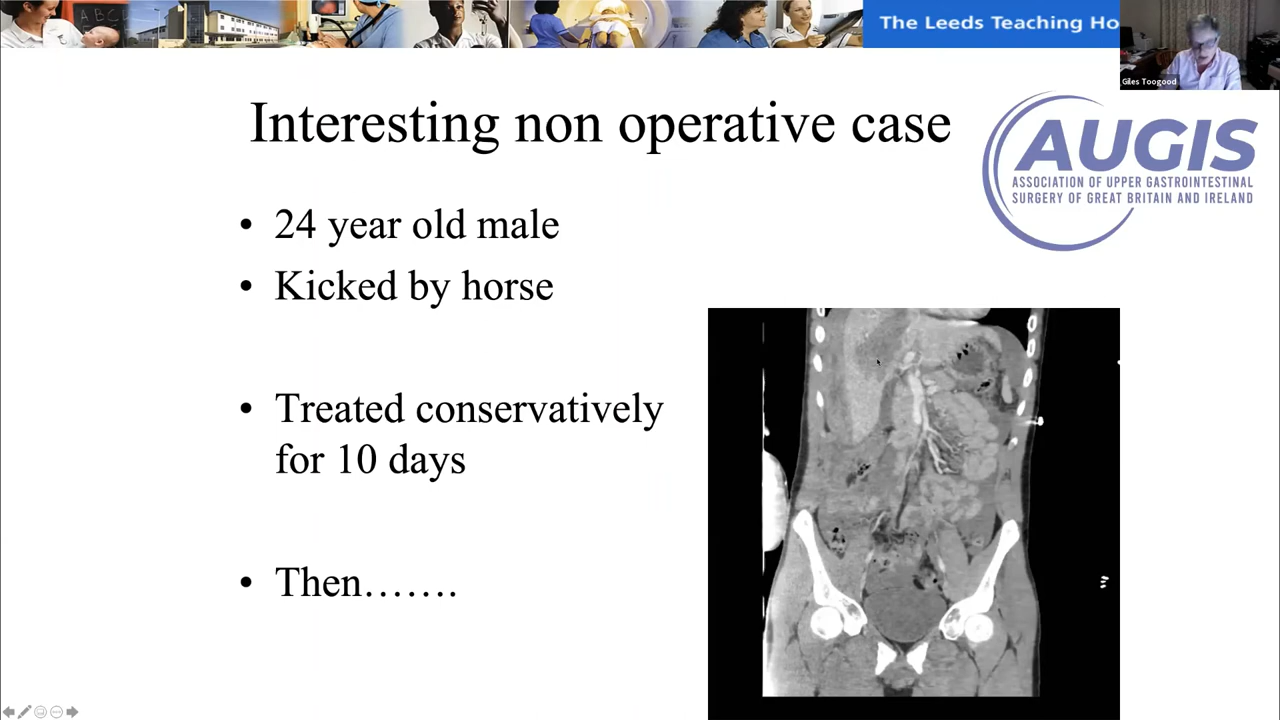 A B C
The Leeds Teaching Ho
Giles Toogood
Interesting non operative case
AUGIS
ASSOCIATION OF UPPER GASTROINTESTINAL
SURGERY OF GREAT BRITAIN AND IRELAND
• 24 year old male
• Kicked by horse
• Treated conservatively
for 10 days
• Then…….